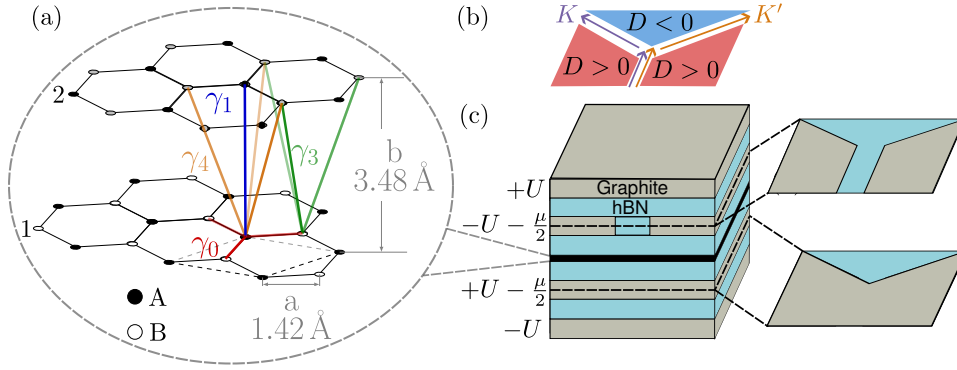 (a)
2
γ₁
γ₄
γ₃
b
3.48 Å
1
γ₀
a
1.42 Å
A
B
(b)
K
D < 0
K′
D > 0
D > 0
(c)
+U
Graphite
hBN
−U − μ/2
+U − μ/2
−U